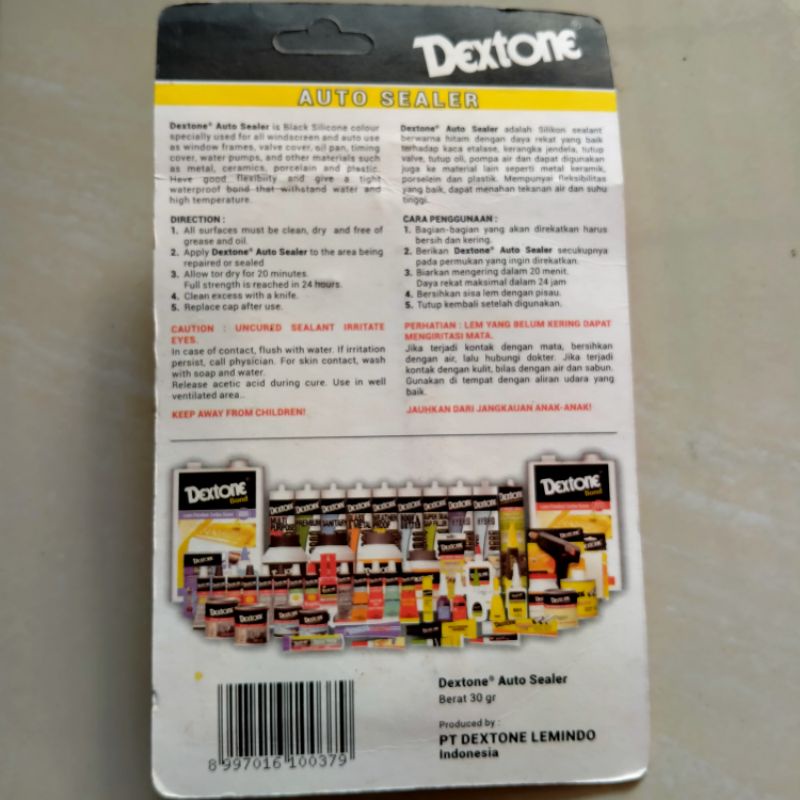 Dextone®
AUTO SEALER
Dextone® Auto Sealer is Black Silicone colour
specially used for all windscreen and auto use
as window frames, valve cover, oil pan, timing
cover, water pumps, and other materials such
as metal, ceramics, porcelain and plastic.
Have good flexibiity and give a tight
waterproof bond that withstand water and
high temperature.
DIRECTION :
1. All surfaces must be clean, dry and free of
grease and oil.
2. Apply Dextone® Auto Sealer to the area being
repaired or sealed
3. Allow tor dry for 20 minutes.
Full strength is reached in 24 hours.
4. Clean excess with a knife.
5. Replace cap after use.
CAUTION : UNCURED SEALANT IRRITATE
EYES.
In case of contact, flush with water. If irritation
persist, call physician. For skin contact, wash
with soap and water.
Release acetic acid during cure. Use in well
ventilated area..
KEEP AWAY FROM CHILDREN!
Dextone® Auto Sealer adalah Silikon sealant
berwarna hitam dengan daya rekat yang baik
terhadap kaca etalase, kerangka jendela, tutup
valve, tutup oli, pompa air dan dapat digunakan
juga ke material lain seperti metal keramik,
porselein dan plastik. Mempunyai fleksibilitas
yang baik, dapat menahan tekanan air dan suhu
tinggi.
CARA PENGGUNAAN :
1. Bagian-bagian yang akan direkatkan harus
bersih dan kering.
2. Berikan Dextone® Auto Sealer secukupnya
pada permukan yang ingin direkatkan.
3. Biarkan mengering dalam 20 menit.
Daya rekat maksimal dalam 24 jam
4. Bersihkan sisa lem dengan pisau.
5. Tutup kembali setelah digunakan.
PERHATIAN : LEM YANG BELUM KERING DAPAT
MENGIRITASI MATA.
Jika terjadi kontak dengan mata, bersihkan
dengan air, lalu hubungi dokter. Jika terjadi
kontak dengan kulit, bilas dengan air dan sabun.
Gunakan di tempat dengan aliran udara yang
baik.
JAUHKAN DARI JANGKAUAN ANAK-ANAK!
Dextone
Bond
Dextone
Bond
MULTI PURPOSE
PREMIUM
SANITARY
HYBRID
Dextone® Auto Sealer
Berat 30 gr
Produced by :
PT DEXTONE LEMINDO
Indonesia
8 997016 100379